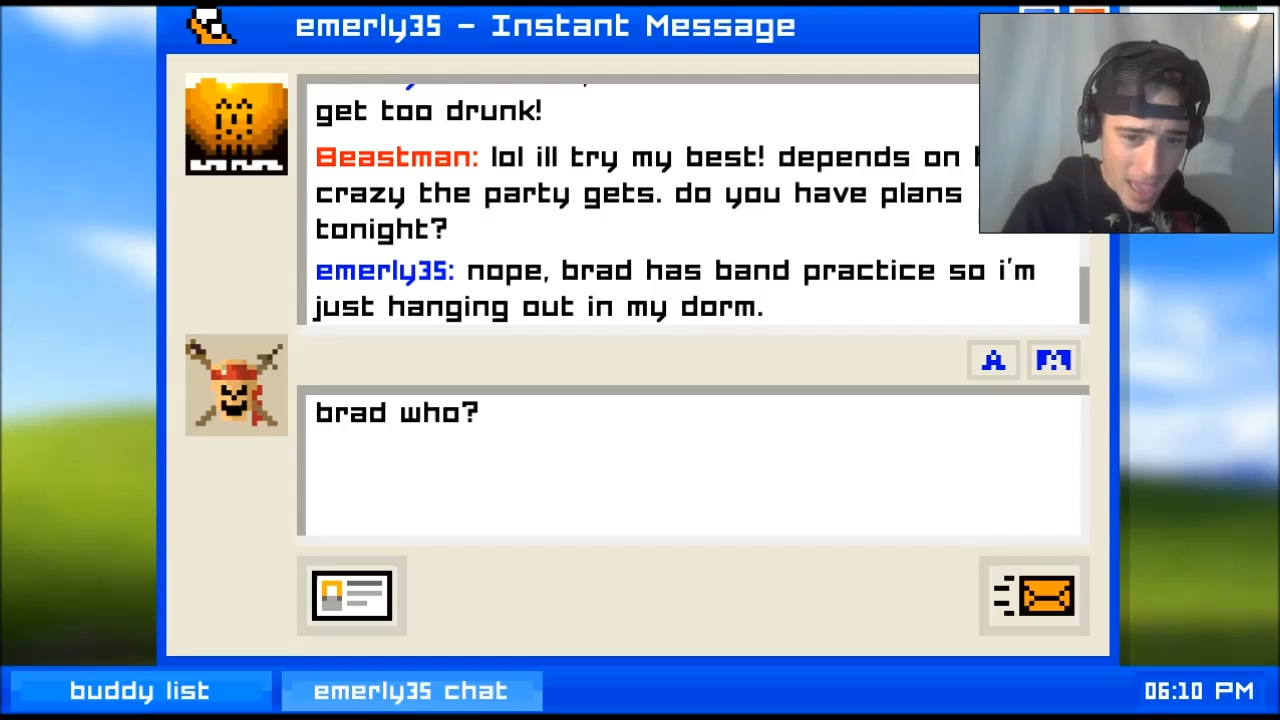 emerly35 - Instant Message
get too drunk!
Beastman: lol ill try my best! depends on
crazy the party gets. do you have plans
tonight?
emerly35: nope, brad has band practice so i'm
just hanging out in my dorm.
A M
brad who?
buddy list emerly35 chat 06:10 PM